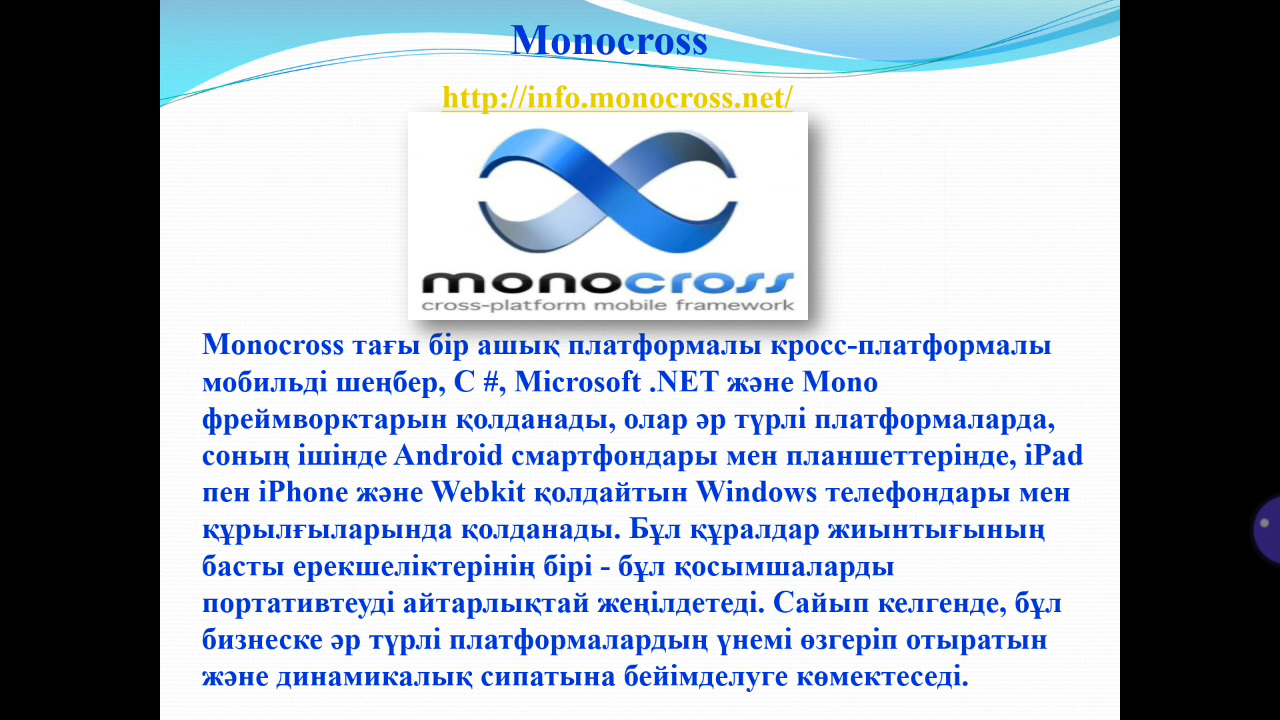 Monocross
http://info.monocross.net/
monocross
cross-platform mobile framework
Monocross тағы бір ашық платформалы кросс-платформалы
мобильді шеңбер, C #, Microsoft .NET және Mono
фреймворктарын қолданады, олар әр түрлі платформаларда,
соның ішінде Android смартфондары мен планшеттерінде, iPad
пен iPhone және Webkit қолдайтын Windows телефондары мен
құрылғыларында қолданады. Бұл құралдар жиынтығының
басты ерекшеліктерінің бірі - бұл қосымшаларды
портативтеуді айтарлықтай жеңілдетеді. Сайып келгенде, бұл
бизнеске әр түрлі платформалардың үнемі өзгеріп отыратын
және динамикалық сипатына бейімделуге көмектеседі.